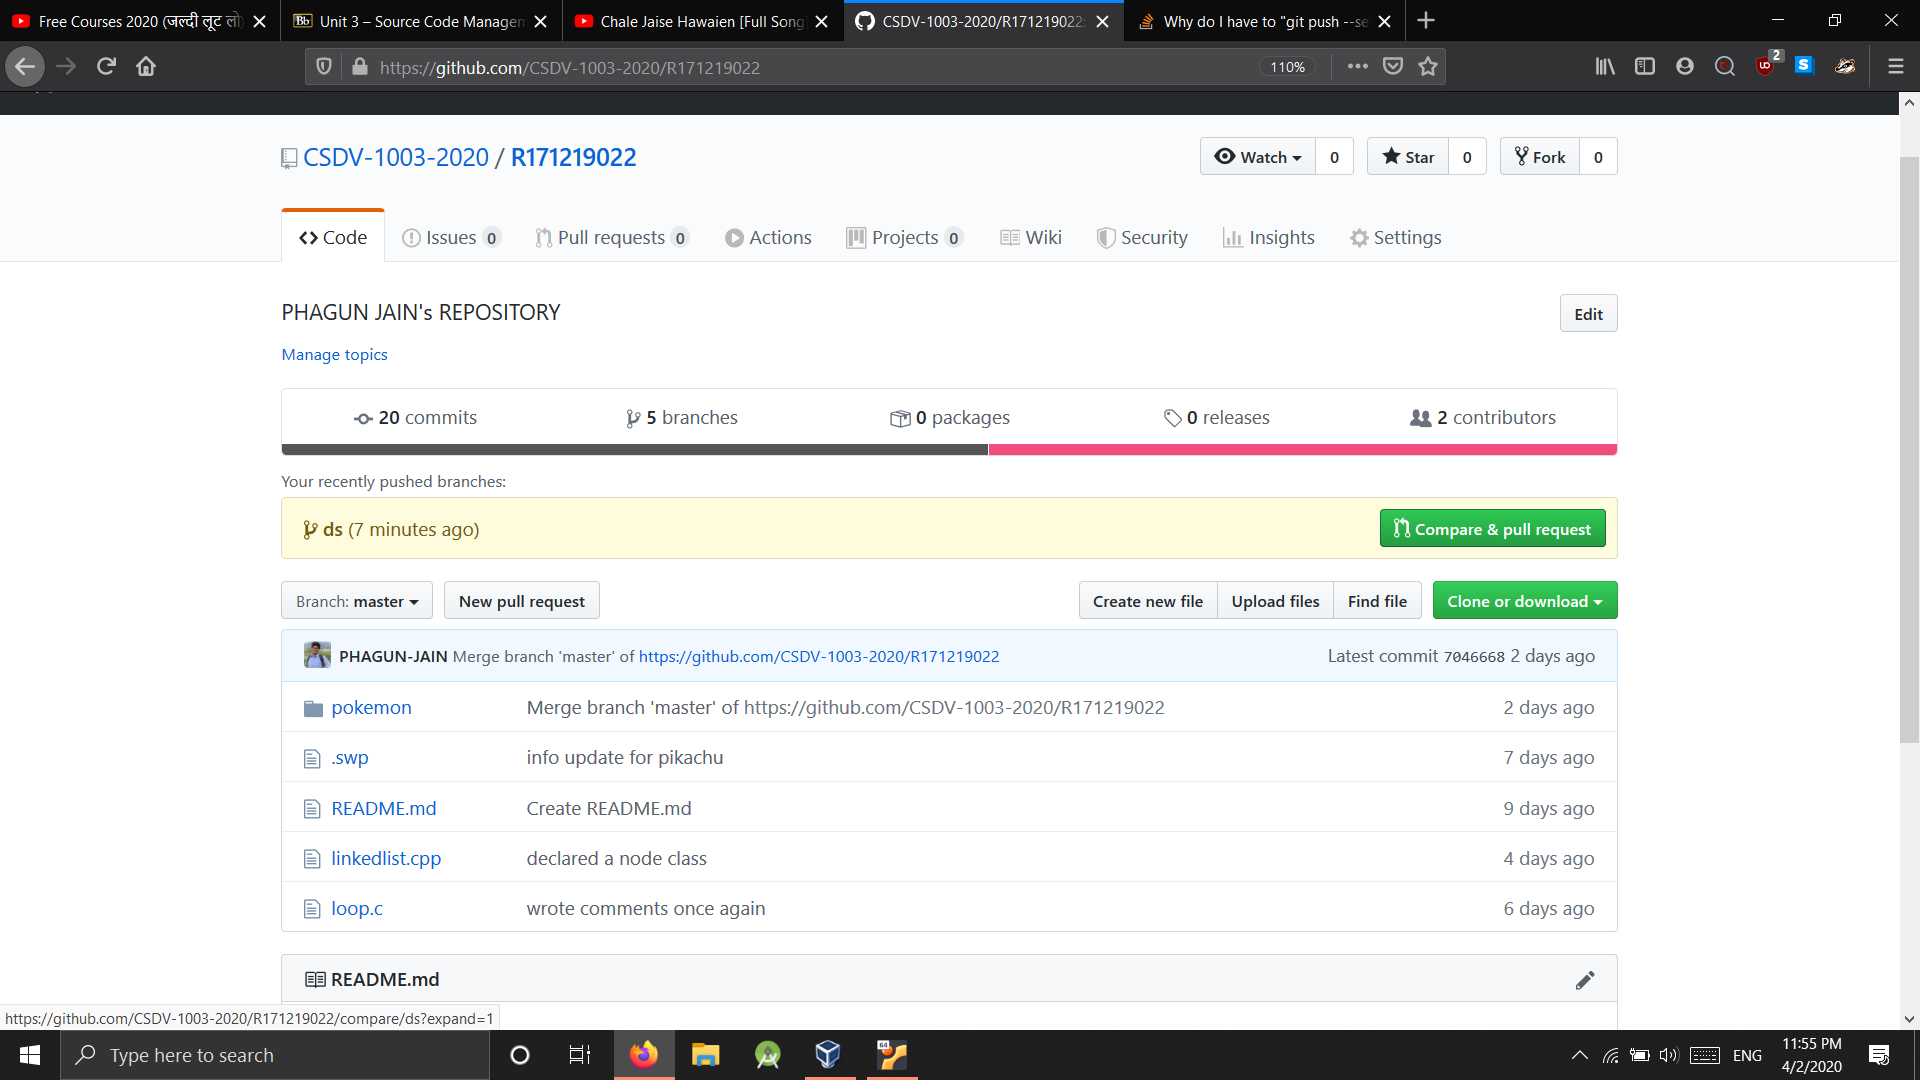 Free Courses 2020 (जल्दी लूट लो)
Unit 3 – Source Code Managem
Chale Jaise Hawaien [Full Song]
CSDV-1003-2020/R171219022:
Why do I have to "git push --se
https://github.com/CSDV-1003-2020/R171219022
110%
2
CSDV-1003-2020 / R171219022
Watch 0
Star 0
Fork 0
Code
Issues 0
Pull requests 0
Actions
Projects 0
Wiki
Security
Insights
Settings
PHAGUN JAIN's REPOSITORY
Edit
Manage topics
20 commits
5 branches
0 packages
0 releases
2 contributors
Your recently pushed branches:
ds (7 minutes ago)
Compare & pull request
Branch: master
New pull request
Create new file
Upload files
Find file
Clone or download
PHAGUN-JAIN Merge branch 'master' of https://github.com/CSDV-1003-2020/R171219022
Latest commit 7046668 2 days ago
pokemon Merge branch 'master' of https://github.com/CSDV-1003-2020/R171219022 2 days ago
.swp info update for pikachu 7 days ago
README.md Create README.md 9 days ago
linkedlist.cpp declared a node class 4 days ago
loop.c wrote comments once again 6 days ago
README.md
https://github.com/CSDV-1003-2020/R171219022/compare/ds?expand=1
Type here to search
64
ENG
11:55 PM
4/2/2020